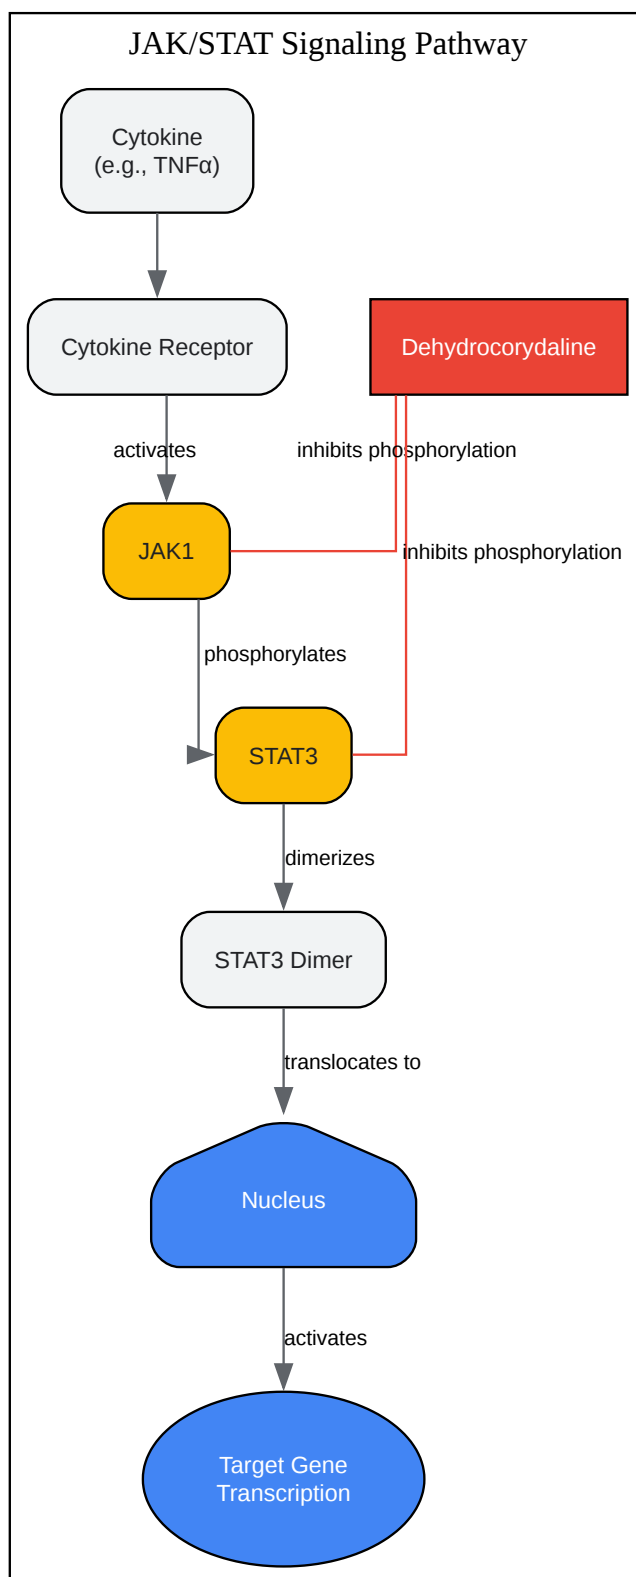 JAK/STAT Signaling Pathway
Cytokine
(e.g., TNFα)
Cytokine Receptor
Dehydrocorydaline
activates
inhibits phosphorylation
JAK1
inhibits phosphorylation
phosphorylates
STAT3
dimerizes
STAT3 Dimer
translocates to
Nucleus
activates
Target Gene
Transcription